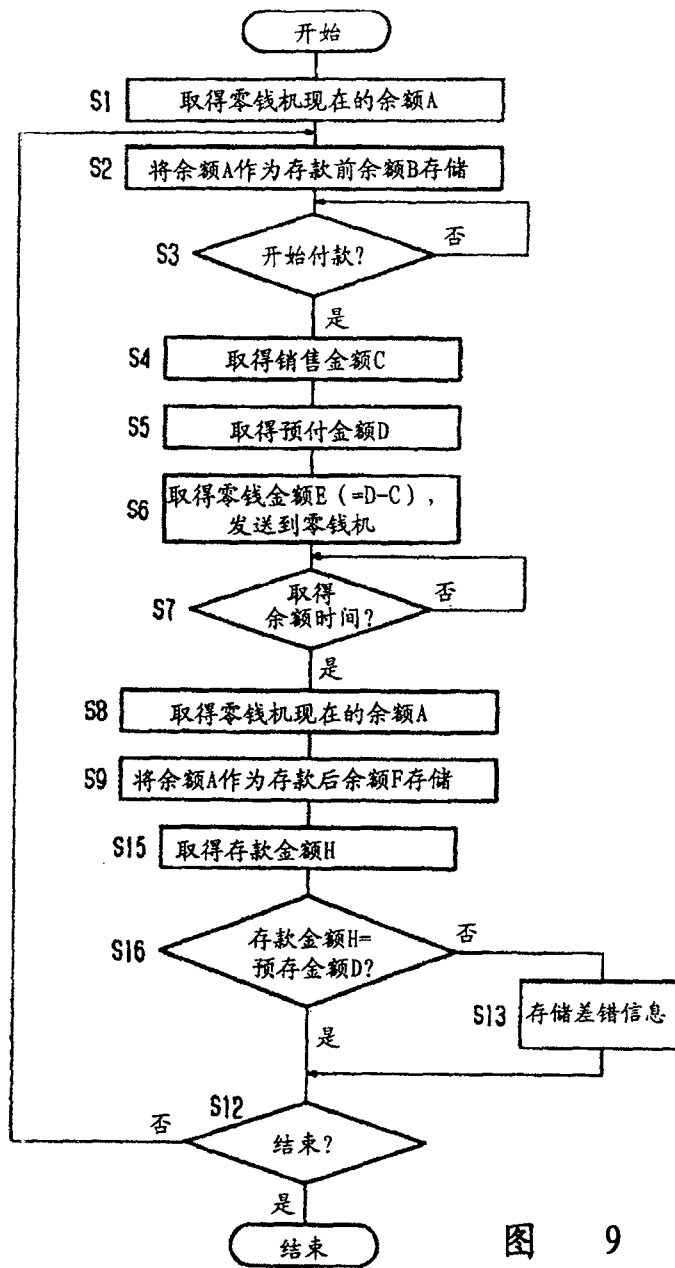 开始
S1 取得零钱机现在的余额A
S2 将余额A作为存款前余额B存储
S3 开始付款?
否
是
S4 取得销售金额C
S5 取得预付金额D
S6 取得零钱金额E(=D-C),
发送到零钱机
S7 取得
余额时间?
否
是
S8 取得零钱机现在的余额A
S9 将余额A作为存款后余额F存储
S15 取得存款金额H
S16 存款金额H=
预存金额D?
否
S13 存储差错信息
是
S12 结束?
否
是
结束
图 9